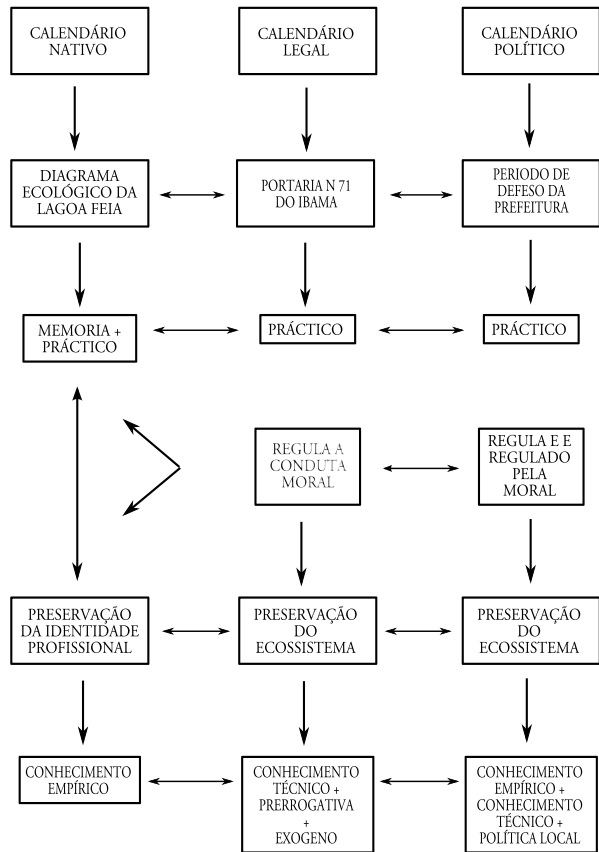 CALENDÁRIO
NATIVO
CALENDÁRIO
LEGAL
CALENDÁRIO
POLÍTICO
DIAGRAMA
ECOLÓGICO DA
LAGOA FEIA
PORTARIA N 71
DO IBAMA
PERIODO DE
DEFESO DA
PREFEITURA
MEMORIA +
PRÁCTICO
PRÁCTICO
PRÁCTICO
REGULA A
CONDUTA
MORAL
REGULA E E
REGULADO
PELA
MORAL
PRESERVAÇÃO
DA IDENTIDADE
PROFISSIONAL
PRESERVAÇÃO
DO
ECOSSISTEMA
PRESERVAÇÃO
DO
ECOSSISTEMA
CONHECIMENTO
EMPÍRICO
CONHECIMENTO
TÉCNICO +
PRERROGATIVA
+
EXOGENO
CONHECIMENTO
EMPÍRICO +
CONHECIMENTO
TÉCNICO +
POLÍTICA LOCAL